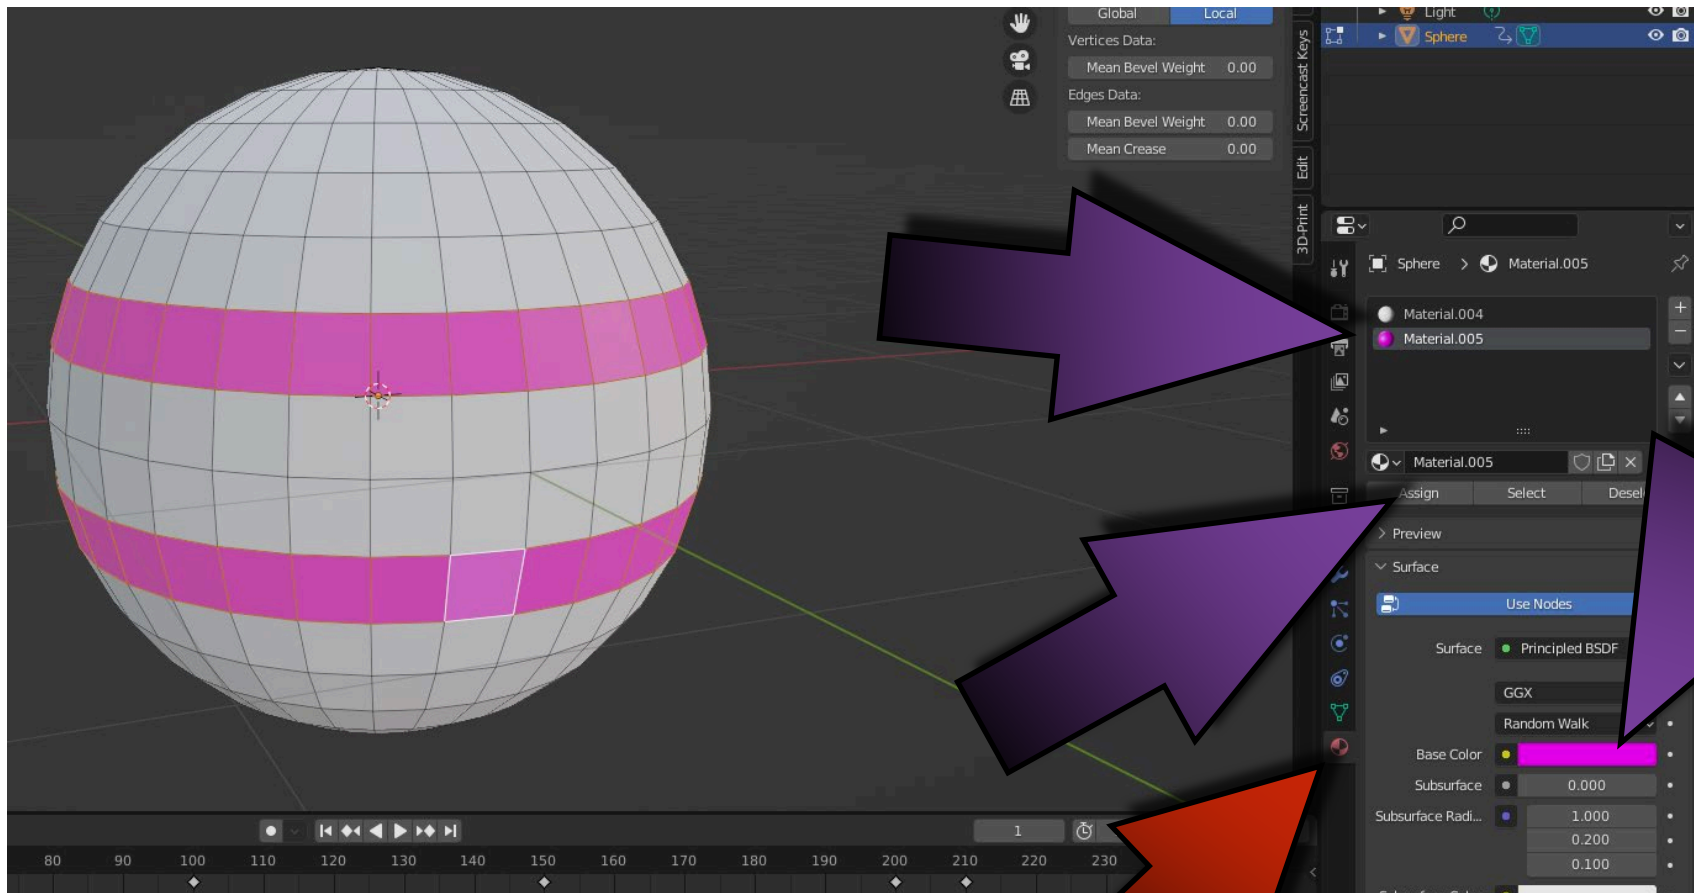 Global Local
Vertices Data:
Mean Bevel Weight 0.00
Edges Data:
Mean Bevel Weight 0.00
Mean Crease 0.00
Screencast Keys
Edit
3D-Print
Light
Sphere
Sphere > Material.005
Material.004
Material.005
Material.005
Assign Select
Preview
Surface
Use Nodes
Surface Principled BSDF
GGX
Random Walk
Base Color
Subsurface 0.000
Subsurface Radi... 1.000
0.200
0.100
1
80 90 100 110 120 130 140 150 160 170 180 190 200 210 220 230